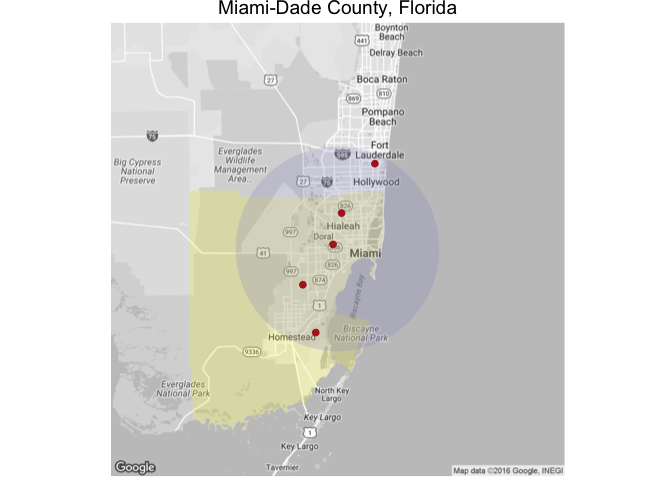 Miami-Dade County, Florida
Boynton
Beach
441
Delray Beach
27
Boca Raton
869
810
Pompano
Beach
75
Fort
Lauderdale
595
Everglades
Wildlife
Management
Area...
Big Cypress
National
Preserve
27
75
Hollywood
826
Hialeah
997
Doral
41
Miami
826
997
874
Biscayne Bay
1
Biscayne
National Park
Homestead
9336
Everglades
National Park
North Key
Largo
Key Largo
1
Key Largo
Tavernier
Google
Map data ©2016 Google, INEGI